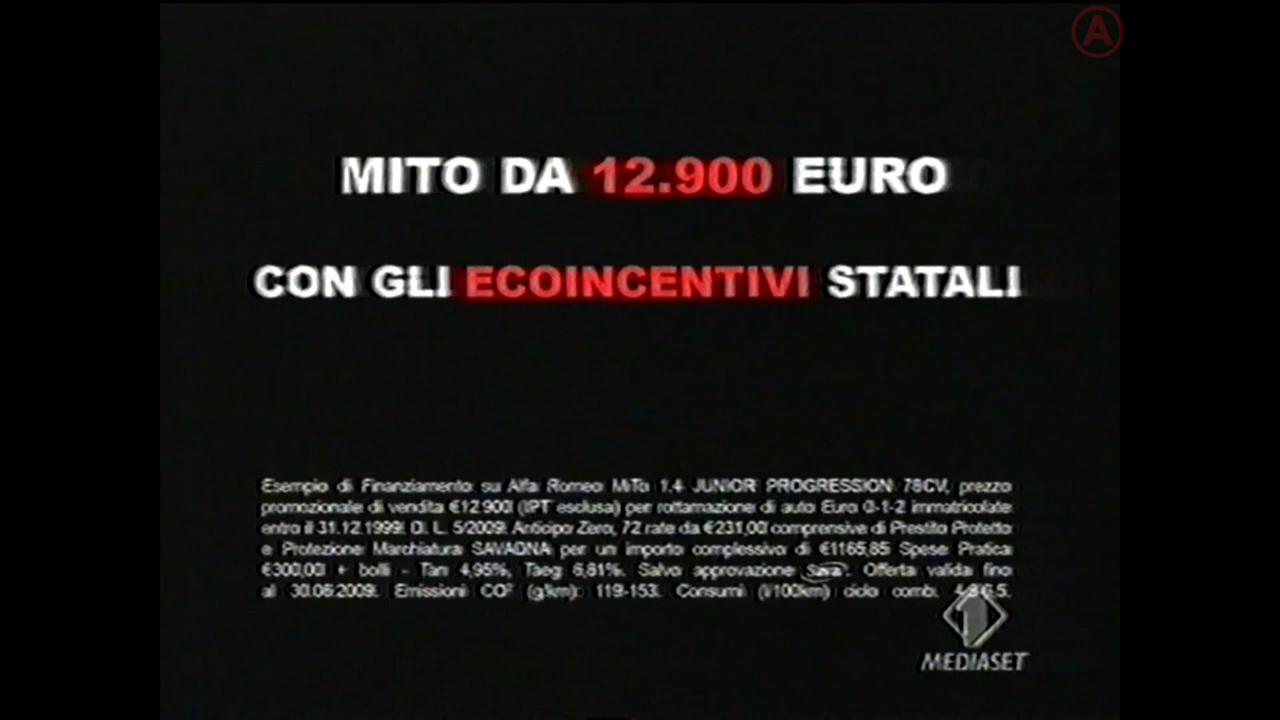 A
MITO DA 12.900 EURO
CON GLI ECOINCENTIVI STATALI
Esempio di Finanziamento su Alfa Romeo MiTo 1.4 JUNIOR PROGRESSION 78CV, prezzo
promozionale di vendita €12.900 (IPT esclusa) per rottamazione di auto Euro 0-1-2 immatricolate
entro il 31.12.1999. D. L. 5/2009. Anticipo Zero, 72 rate da €231,00 comprensive di Prestito Protetto
e Protezione Marchiatura SAVADNA per un importo complessivo di €1165,85 Spese Pratica
€300,00 + bolli - Tan 4,95%, Taeg 6,81%. Salvo approvazione Sava. Offerta valida fino
al 30.06.2009. Emissioni CO² (g/km): 119-153. Consumi (l/100km) ciclo comb.
1
MEDIASET